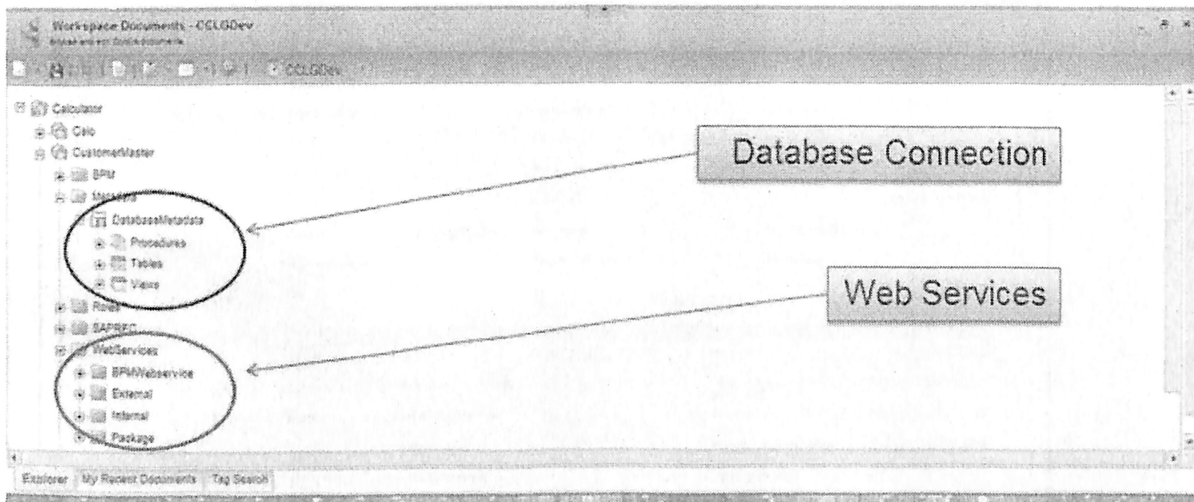 Workspace Documents - CCLGDev
CCLGDev
Calculator
Calc
CustomerMaster
BPM
Metadata
DatabaseMetadata
Procedures
Tables
Views
Roles
SAPREC
WebServices
BPMWebservice
External
Internal
Package
Database Connection
Web Services
Explorer
My Recent Documents
Tag Search